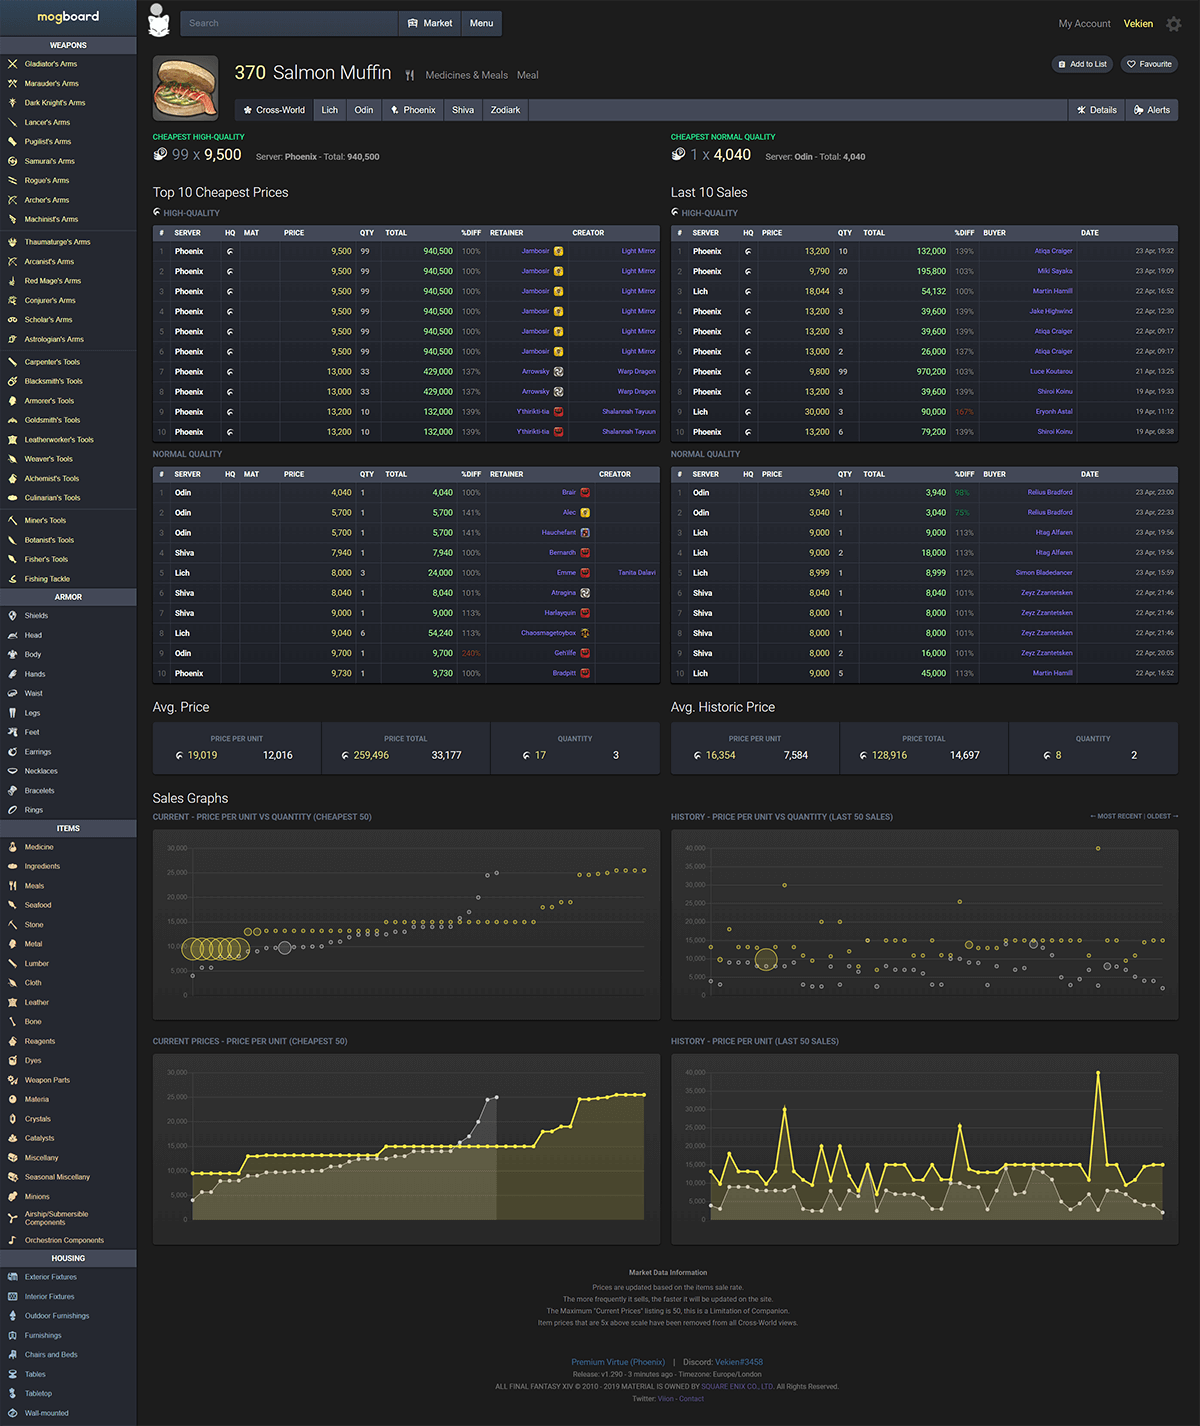 mogboard
Search
Market
Menu
My Account
Vekien
WEAPONS
Gladiator's Arms
Marauder's Arms
Dark Knight's Arms
Lancer's Arms
Pugilist's Arms
Samurai's Arms
Rogue's Arms
Archer's Arms
Machinist's Arms
Thaumaturge's Arms
Arcanist's Arms
Red Mage's Arms
Conjurer's Arms
Scholar's Arms
Astrologian's Arms
Carpenter's Tools
Blacksmith's Tools
Armorer's Tools
Goldsmith's Tools
Leatherworker's Tools
Weaver's Tools
Alchemist's Tools
Culinarian's Tools
Miner's Tools
Botanist's Tools
Fisher's Tools
Fishing Tackle
ARMOR
Shields
Head
Body
Hands
Waist
Legs
Feet
Earrings
Necklaces
Bracelets
Rings
ITEMS
Medicine
Ingredients
Meals
Seafood
Stone
Metal
Lumber
Cloth
Leather
Bone
Reagents
Dyes
Weapon Parts
Materia
Crystals
Catalysts
Miscellany
Seasonal Miscellany
Minions
Airship/Submersible
Components
Orchestrion Components
HOUSING
Exterior Fixtures
Interior Fixtures
Outdoor Furnishings
Furnishings
Chairs and Beds
Tables
Tabletop
Wall-mounted
370 Salmon Muffin Medicines & Meals Meal
Add to List
Favourite
Cross-World Lich Odin Phoenix Shiva Zodiark Details Alerts
CHEAPEST HIGH-QUALITY
99 x 9,500 Server: Phoenix - Total: 940,500
CHEAPEST NORMAL QUALITY
1 x 4,040 Server: Odin - Total: 4,040
Top 10 Cheapest Prices
HIGH-QUALITY
# SERVER HQ MAT PRICE QTY TOTAL %DIFF RETAINER CREATOR
1 Phoenix 9,500 99 940,500 100% Jambosir Light Mirror
2 Phoenix 9,500 99 940,500 100% Jambosir Light Mirror
3 Phoenix 9,500 99 940,500 100% Jambosir Light Mirror
4 Phoenix 9,500 99 940,500 100% Jambosir Light Mirror
5 Phoenix 9,500 99 940,500 100% Jambosir Light Mirror
6 Phoenix 9,500 99 940,500 100% Jambosir Light Mirror
7 Phoenix 13,000 33 429,000 137% Arrowsky Warp Dragon
8 Phoenix 13,000 33 429,000 137% Arrowsky Warp Dragon
9 Phoenix 13,200 10 132,000 139% Y'thirikti-tia Shalannah Tayuun
10 Phoenix 13,200 10 132,000 139% Y'thirikti-tia Shalannah Tayuun
NORMAL QUALITY
# SERVER HQ MAT PRICE QTY TOTAL %DIFF RETAINER CREATOR
1 Odin 4,040 1 4,040 100% Brair
2 Odin 5,700 1 5,700 141% Alec
3 Odin 5,700 1 5,700 141% Hauchefant
4 Shiva 7,940 1 7,940 100% Bernardh
5 Lich 8,000 3 24,000 100% Emme Tanita Dalavi
6 Shiva 8,040 1 8,040 101% Atragina
7 Shiva 9,000 1 9,000 113% Harlayquin
8 Lich 9,040 6 54,240 113% Chaosmagetoybox
9 Odin 9,700 1 9,700 240% Gehilfe
10 Phoenix 9,730 1 9,730 100% Bradpitt
Last 10 Sales
HIGH-QUALITY
# SERVER HQ PRICE QTY TOTAL %DIFF BUYER DATE
1 Phoenix 13,200 10 132,000 139% Atiqa Craiger 23 Apr, 19:32
2 Phoenix 9,790 20 195,800 103% Miki Sayaka 23 Apr, 19:09
3 Lich 18,044 3 54,132 100% Martin Hamill 22 Apr, 16:52
4 Phoenix 13,200 3 39,600 139% Jake Highwind 22 Apr, 12:30
5 Phoenix 13,200 3 39,600 139% Atiqa Craiger 22 Apr, 09:17
6 Phoenix 13,000 2 26,000 137% Atiqa Craiger 22 Apr, 09:17
7 Phoenix 9,800 99 970,200 103% Luce Koutarou 21 Apr, 13:25
8 Phoenix 13,200 3 39,600 139% Shiroi Koinu 19 Apr, 19:33
9 Lich 30,000 3 90,000 167% Eryonh Astal 19 Apr, 11:12
10 Phoenix 13,200 6 79,200 139% Shiroi Koinu 19 Apr, 08:38
NORMAL QUALITY
# SERVER HQ PRICE QTY TOTAL %DIFF BUYER DATE
1 Odin 3,940 1 3,940 98% Relius Bradford 23 Apr, 23:00
2 Odin 3,040 1 3,040 75% Relius Bradford 23 Apr, 22:33
3 Lich 9,000 1 9,000 113% Htag Alfaren 23 Apr, 19:56
4 Lich 9,000 2 18,000 113% Htag Alfaren 23 Apr, 19:56
5 Lich 8,999 1 8,999 112% Simon Bladedancer 23 Apr, 15:59
6 Shiva 8,040 1 8,040 101% Zeyz Zzantetsken 22 Apr, 21:46
7 Shiva 8,000 1 8,000 101% Zeyz Zzantetsken 22 Apr, 21:46
8 Shiva 8,000 1 8,000 101% Zeyz Zzantetsken 22 Apr, 21:46
9 Shiva 8,000 2 16,000 101% Zeyz Zzantetsken 22 Apr, 20:05
10 Lich 9,000 5 45,000 113% Martin Hamill 22 Apr, 16:52
Avg. Price
PRICE PER UNIT PRICE TOTAL QUANTITY
19,019 12,016 259,496 33,177 17 3
Avg. Historic Price
PRICE PER UNIT PRICE TOTAL QUANTITY
16,354 7,584 128,916 14,697 8 2
Sales Graphs
CURRENT - PRICE PER UNIT VS QUANTITY (CHEAPEST 50)
30,000
25,000
20,000
15,000
10,000
5,000
0
HISTORY - PRICE PER UNIT VS QUANTITY (LAST 50 SALES)
← MOST RECENT | OLDEST →
40,000
35,000
30,000
25,000
20,000
15,000
10,000
5,000
0
CURRENT PRICES - PRICE PER UNIT (CHEAPEST 50)
30,000
25,000
20,000
15,000
10,000
5,000
0
HISTORY - PRICE PER UNIT (LAST 50 SALES)
40,000
35,000
30,000
25,000
20,000
15,000
10,000
5,000
0
Market Data Information
Prices are updated based on the items sale rate.
The more frequently it sells, the faster it will be updated on the site.
The Maximum "Current Prices" listing is 50, this is a Limitation of Companion.
Item prices that are 5x above scale have been removed from all Cross-World views.
Premium Virtue (Phoenix) | Discord: Vekien#3458
Release: v1.290 - 3 minutes ago - Timezone: Europe/London
ALL FINAL FANTASY XIV © 2010 - 2019 MATERIAL IS OWNED BY SQUARE ENIX CO., LTD. All Rights Reserved.
Twitter: Viion - Contact